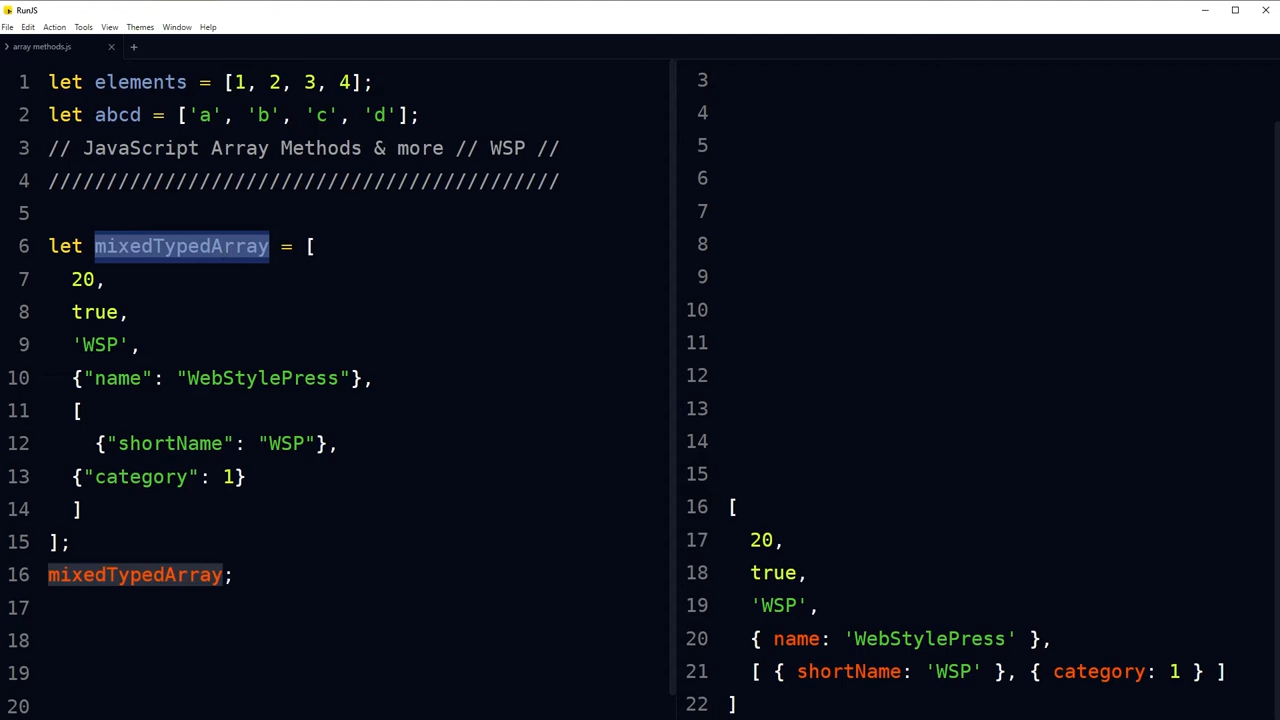 RunJS
File Edit Action Tools View Themes Window Help
array methods.js
1 let elements = [1, 2, 3, 4];
2 let abcd = ['a', 'b', 'c', 'd'];
3 // JavaScript Array Methods & more // WSP //
4 ////////////////////////////////////////////
5
6 let mixedTypedArray = [
7 20,
8 true,
9 'WSP',
10 {"name": "WebStylePress"},
11 [
12 {"shortName": "WSP"},
13 {"category": 1}
14 ]
15 ];
16 mixedTypedArray;
17
18
19
20
3
4
5
6
7
8
9
10
11
12
13
14
15
16 [
17 20,
18 true,
19 'WSP',
20 { name: 'WebStylePress' },
21 [ { shortName: 'WSP' }, { category: 1 } ]
22 ]